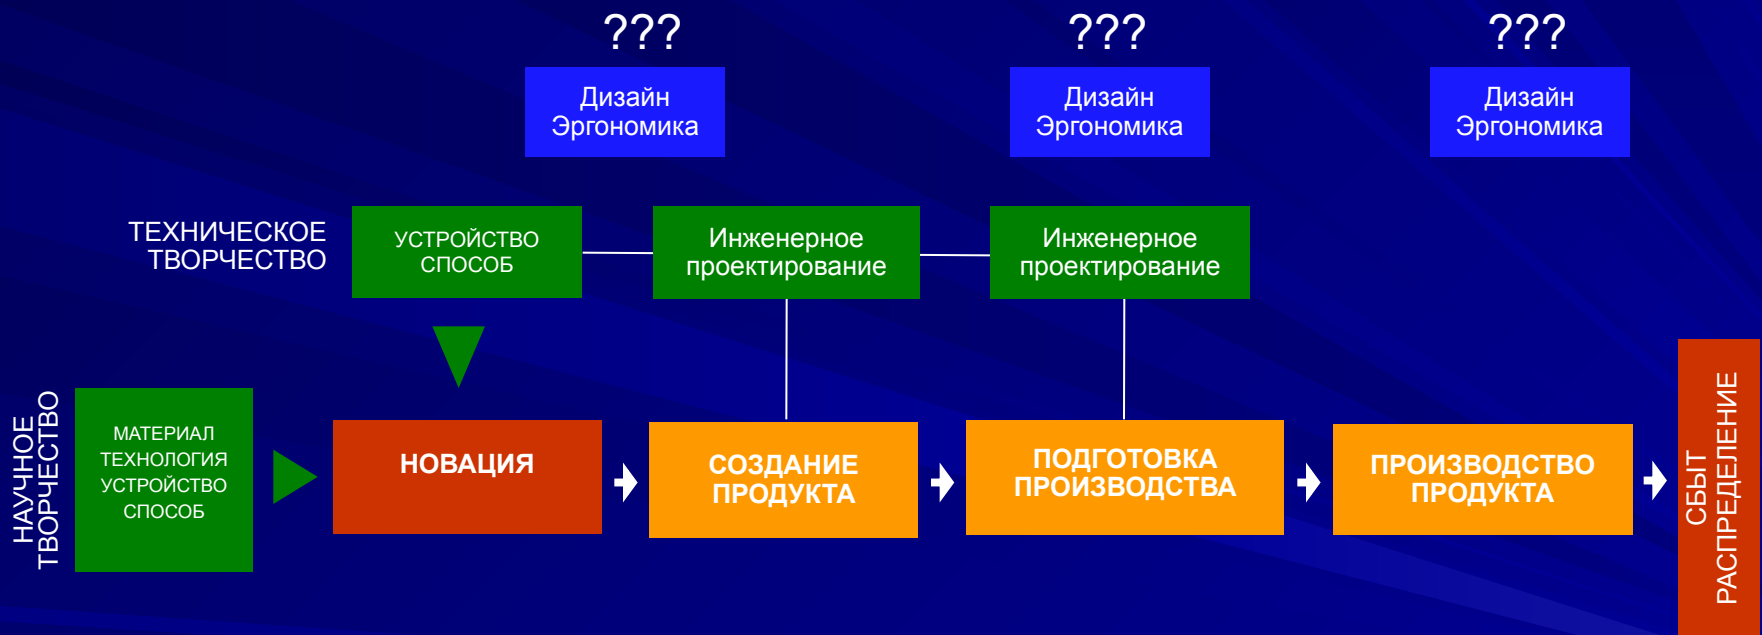 ???
???
???
Дизайн
Эргономика
Дизайн
Эргономика
Дизайн
Эргономика
ТЕХНИЧЕСКОЕ
ТВОРЧЕСТВО
УСТРОЙСТВО
СПОСОБ
Инженерное
проектирование
Инженерное
проектирование
НАУЧНОЕ
ТВОРЧЕСТВО
МАТЕРИАЛ
ТЕХНОЛОГИЯ
УСТРОЙСТВО
СПОСОБ
НОВАЦИЯ
СОЗДАНИЕ
ПРОДУКТА
ПОДГОТОВКА
ПРОИЗВОДСТВА
ПРОИЗВОДСТВО
ПРОДУКТА
СБЫТ
РАСПРЕДЕЛЕНИЕ